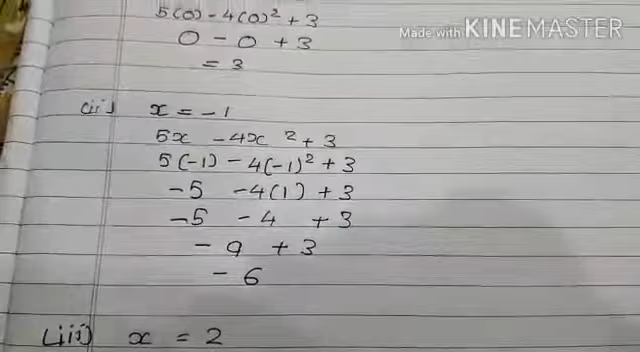 5(0) - 4(0)² + 3
Made with KINEMASTER
0 - 0 + 3
= 3
(ii) x = -1
5x - 4x² + 3
5(-1) - 4(-1)² + 3
-5 -4(1) + 3
-5 - 4 + 3
- 9 + 3
- 6
(iii) x = 2